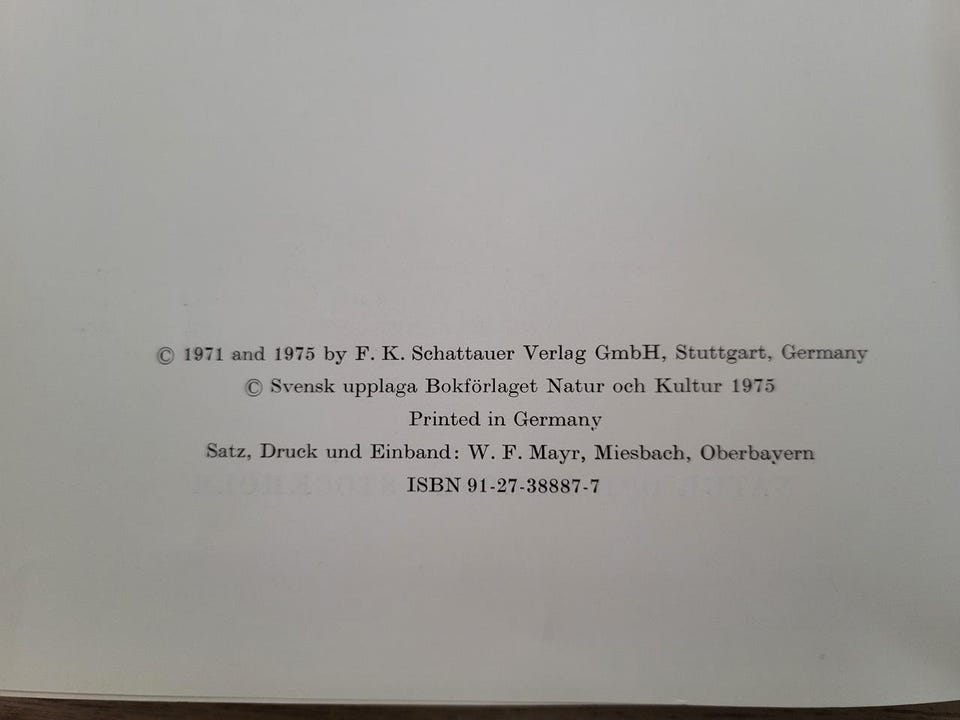 © 1971 and 1975 by F. K. Schattauer Verlag GmbH, Stuttgart, Germany
© Svensk upplaga Bokförlaget Natur och Kultur 1975
Printed in Germany
Satz, Druck und Einband: W. F. Mayr, Miesbach, Oberbayern
ISBN 91-27-38887-7